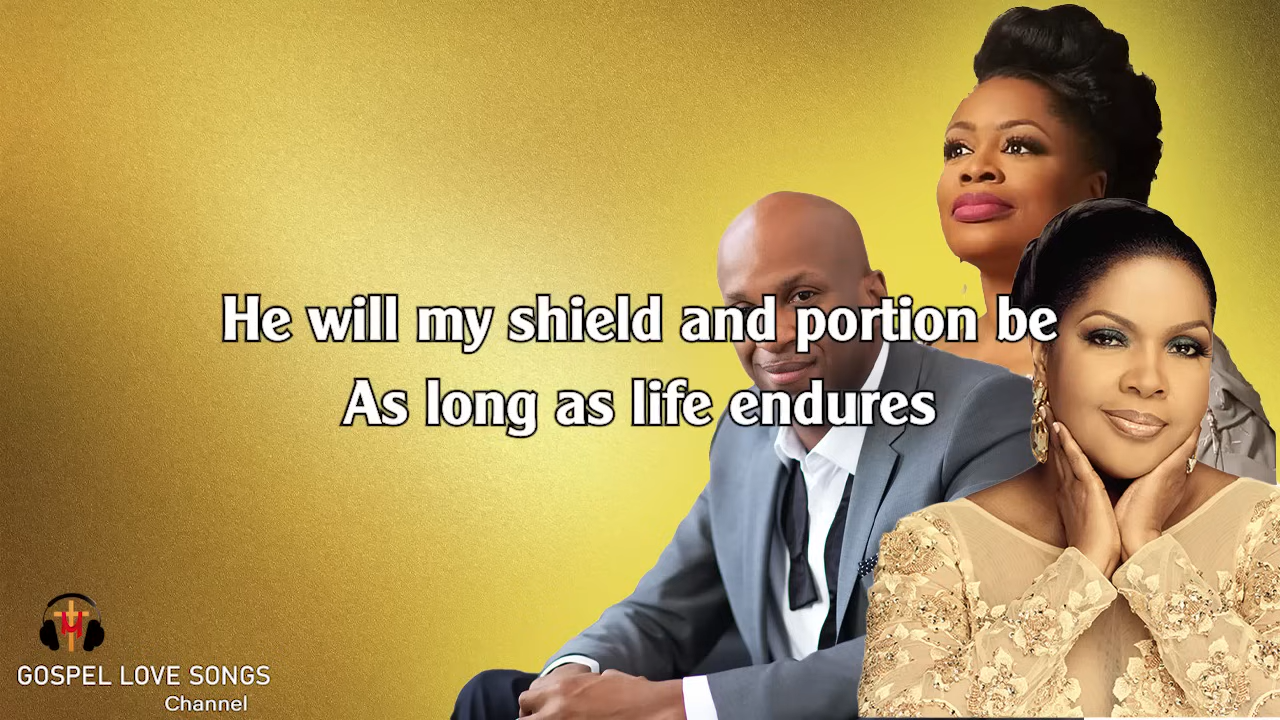 He will my shield and portion be
As long as life endures
GOSPEL LOVE SONGS
Channel